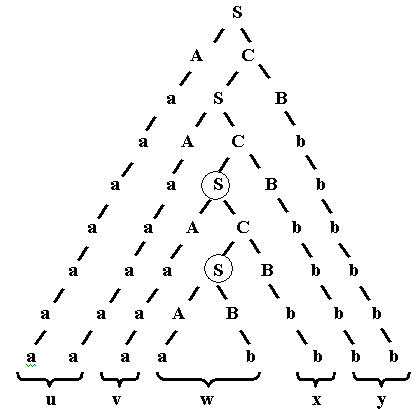 S
A C
a S B
a A C b
a a S B b
a a A C b b
a a a S B b b
a a a A B b b b
a a a a b b b b
u v w x y